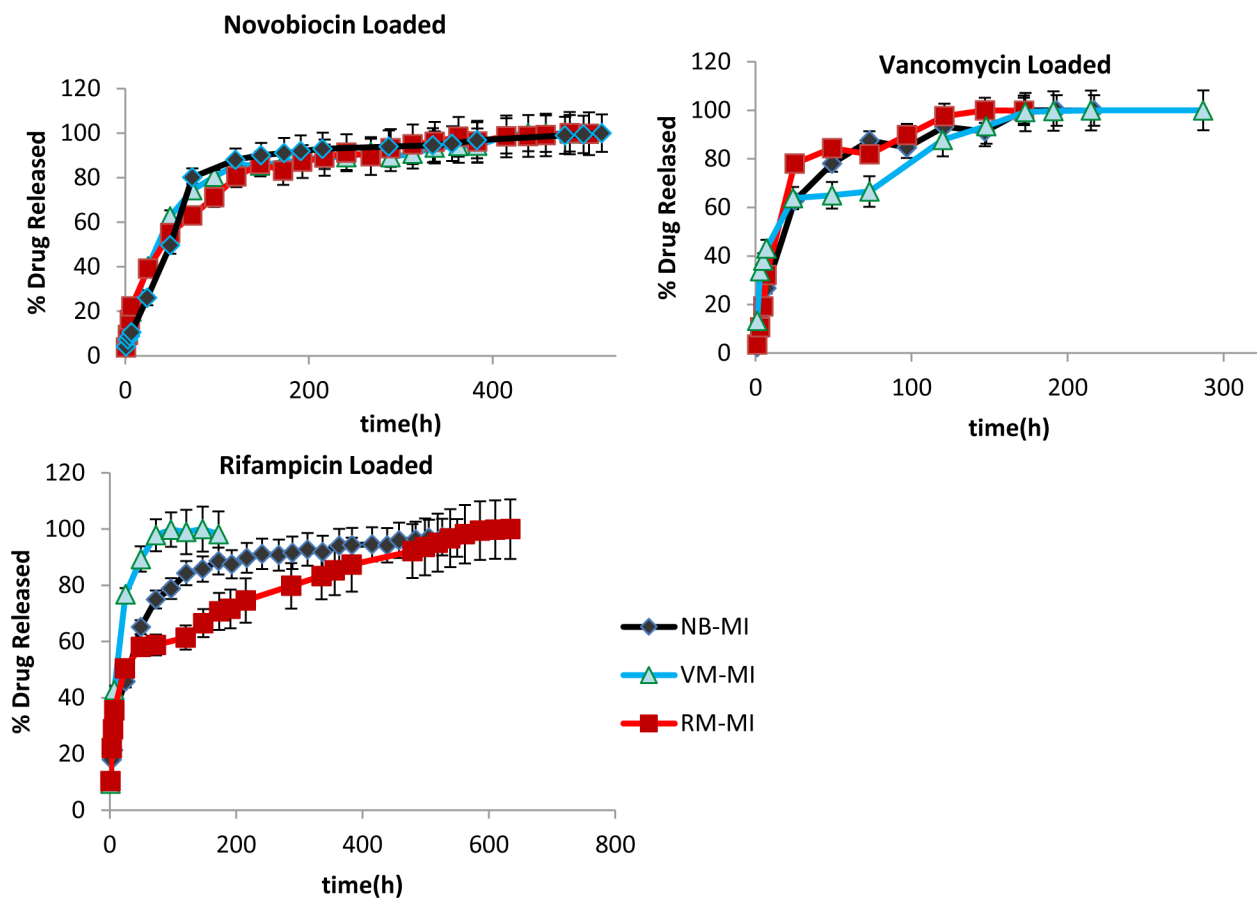 Novobiocin Loaded
120
100
80
60
40
20
0
% Drug Released
0 200 400
time(h)
Vancomycin Loaded
120
100
80
60
40
20
0
% Drug Reelased
0 100 200 300
time(h)
Rifampicin Loaded
120
100
80
60
40
20
0
% Drug Released
0 200 400 600 800
time(h)
NB-MI
VM-MI
RM-MI